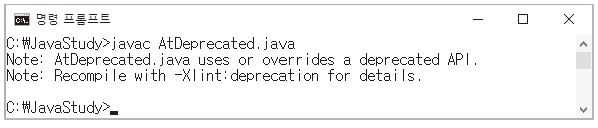 명령 프롬프트
C:\JavaStudy>javac AtDeprecated.java
Note: AtDeprecated.java uses or overrides a deprecated API.
Note: Recompile with -Xlint:deprecation for details.
C:\JavaStudy>